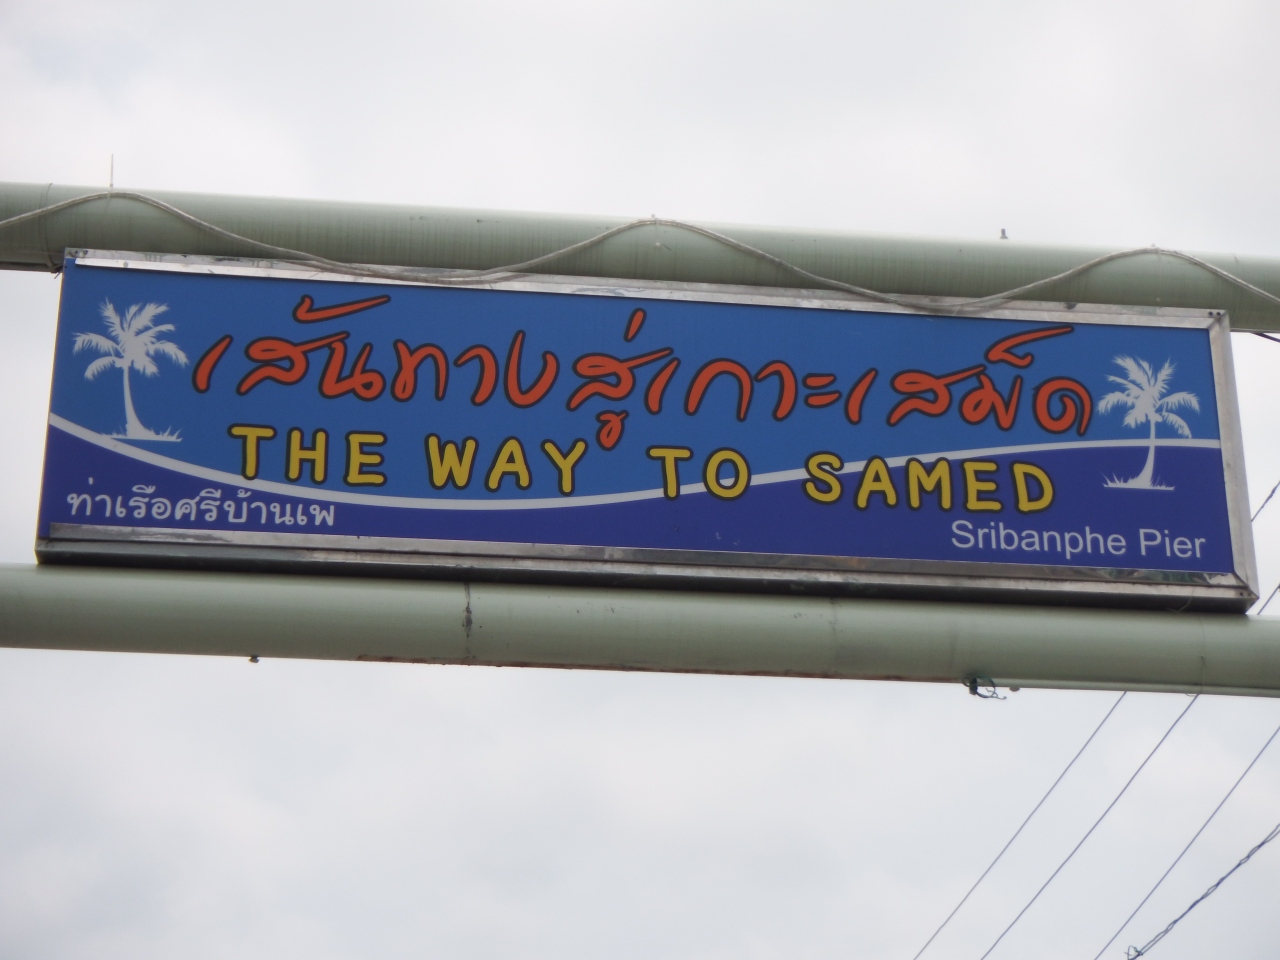 เส้นทางสู่เกาะเสม็ด
THE WAY TO SAMED
ท่าเรือศรีบ้านเพ
Sribanphe Pier